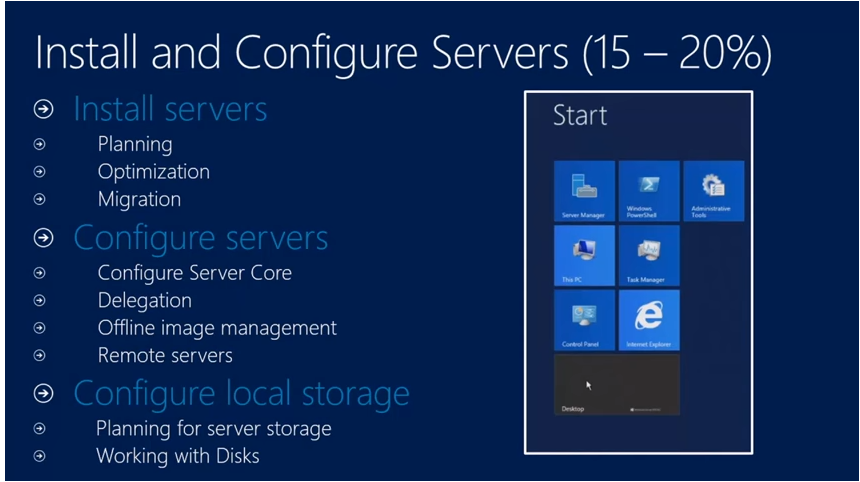 Install and Configure Servers (15 – 20%)
Install servers
Planning
Optimization
Migration
Configure servers
Configure Server Core
Delegation
Offline image management
Remote servers
Configure local storage
Planning for server storage
Working with Disks
Start
Server Manager
Windows PowerShell
Administrative Tools
This PC
Task Manager
Control Panel
Internet Explorer
Desktop